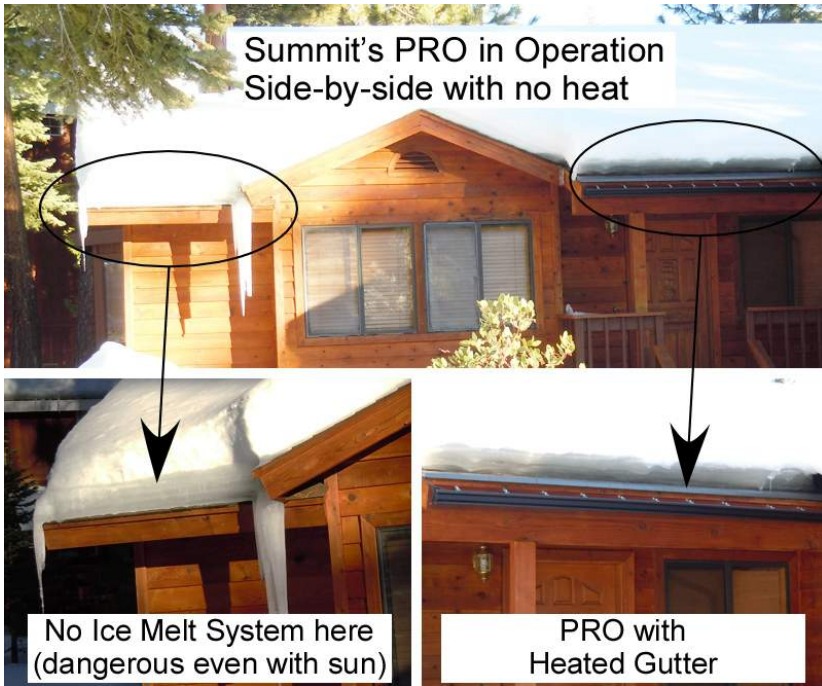 Summit's PRO in Operation
Side-by-side with no heat
No Ice Melt System here
(dangerous even with sun)
PRO with
Heated Gutter